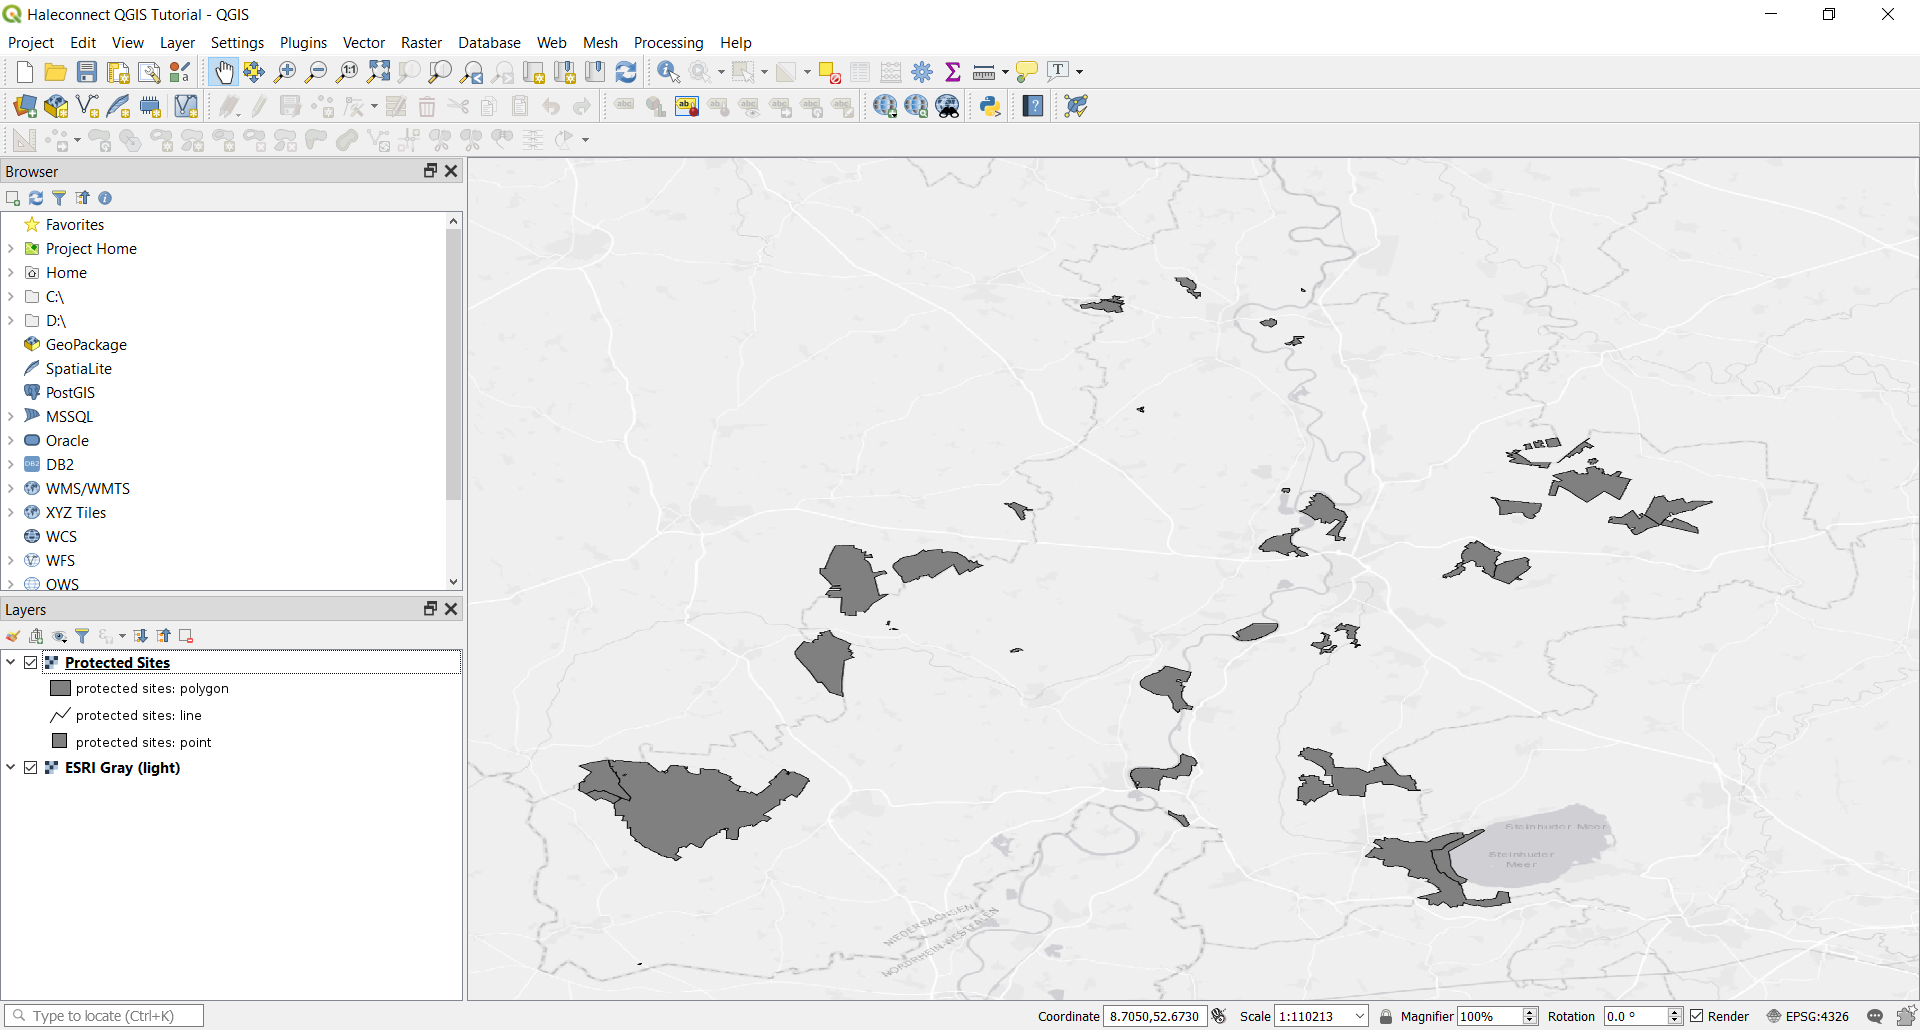 Haleconnect QGIS Tutorial - QGIS
Project Edit View Layer Settings Plugins Vector Raster Database Web Mesh Processing Help
Browser
Favorites
Project Home
Home
C:\
D:\
GeoPackage
SpatiaLite
PostGIS
MSSQL
Oracle
DB2
WMS/WMTS
XYZ Tiles
WCS
WFS
OWS
Layers
Protected Sites
protected sites: polygon
protected sites: line
protected sites: point
ESRI Gray (light)
Steinhuder Meer
Steinhuder
Meer
NIEDERSACHSEN
NORDRHEIN-WESTFALEN
Type to locate (Ctrl+K)
Coordinate 8.7050,52.6730 Scale 1:110213 Magnifier 100% Rotation 0.0 ° Render EPSG:4326